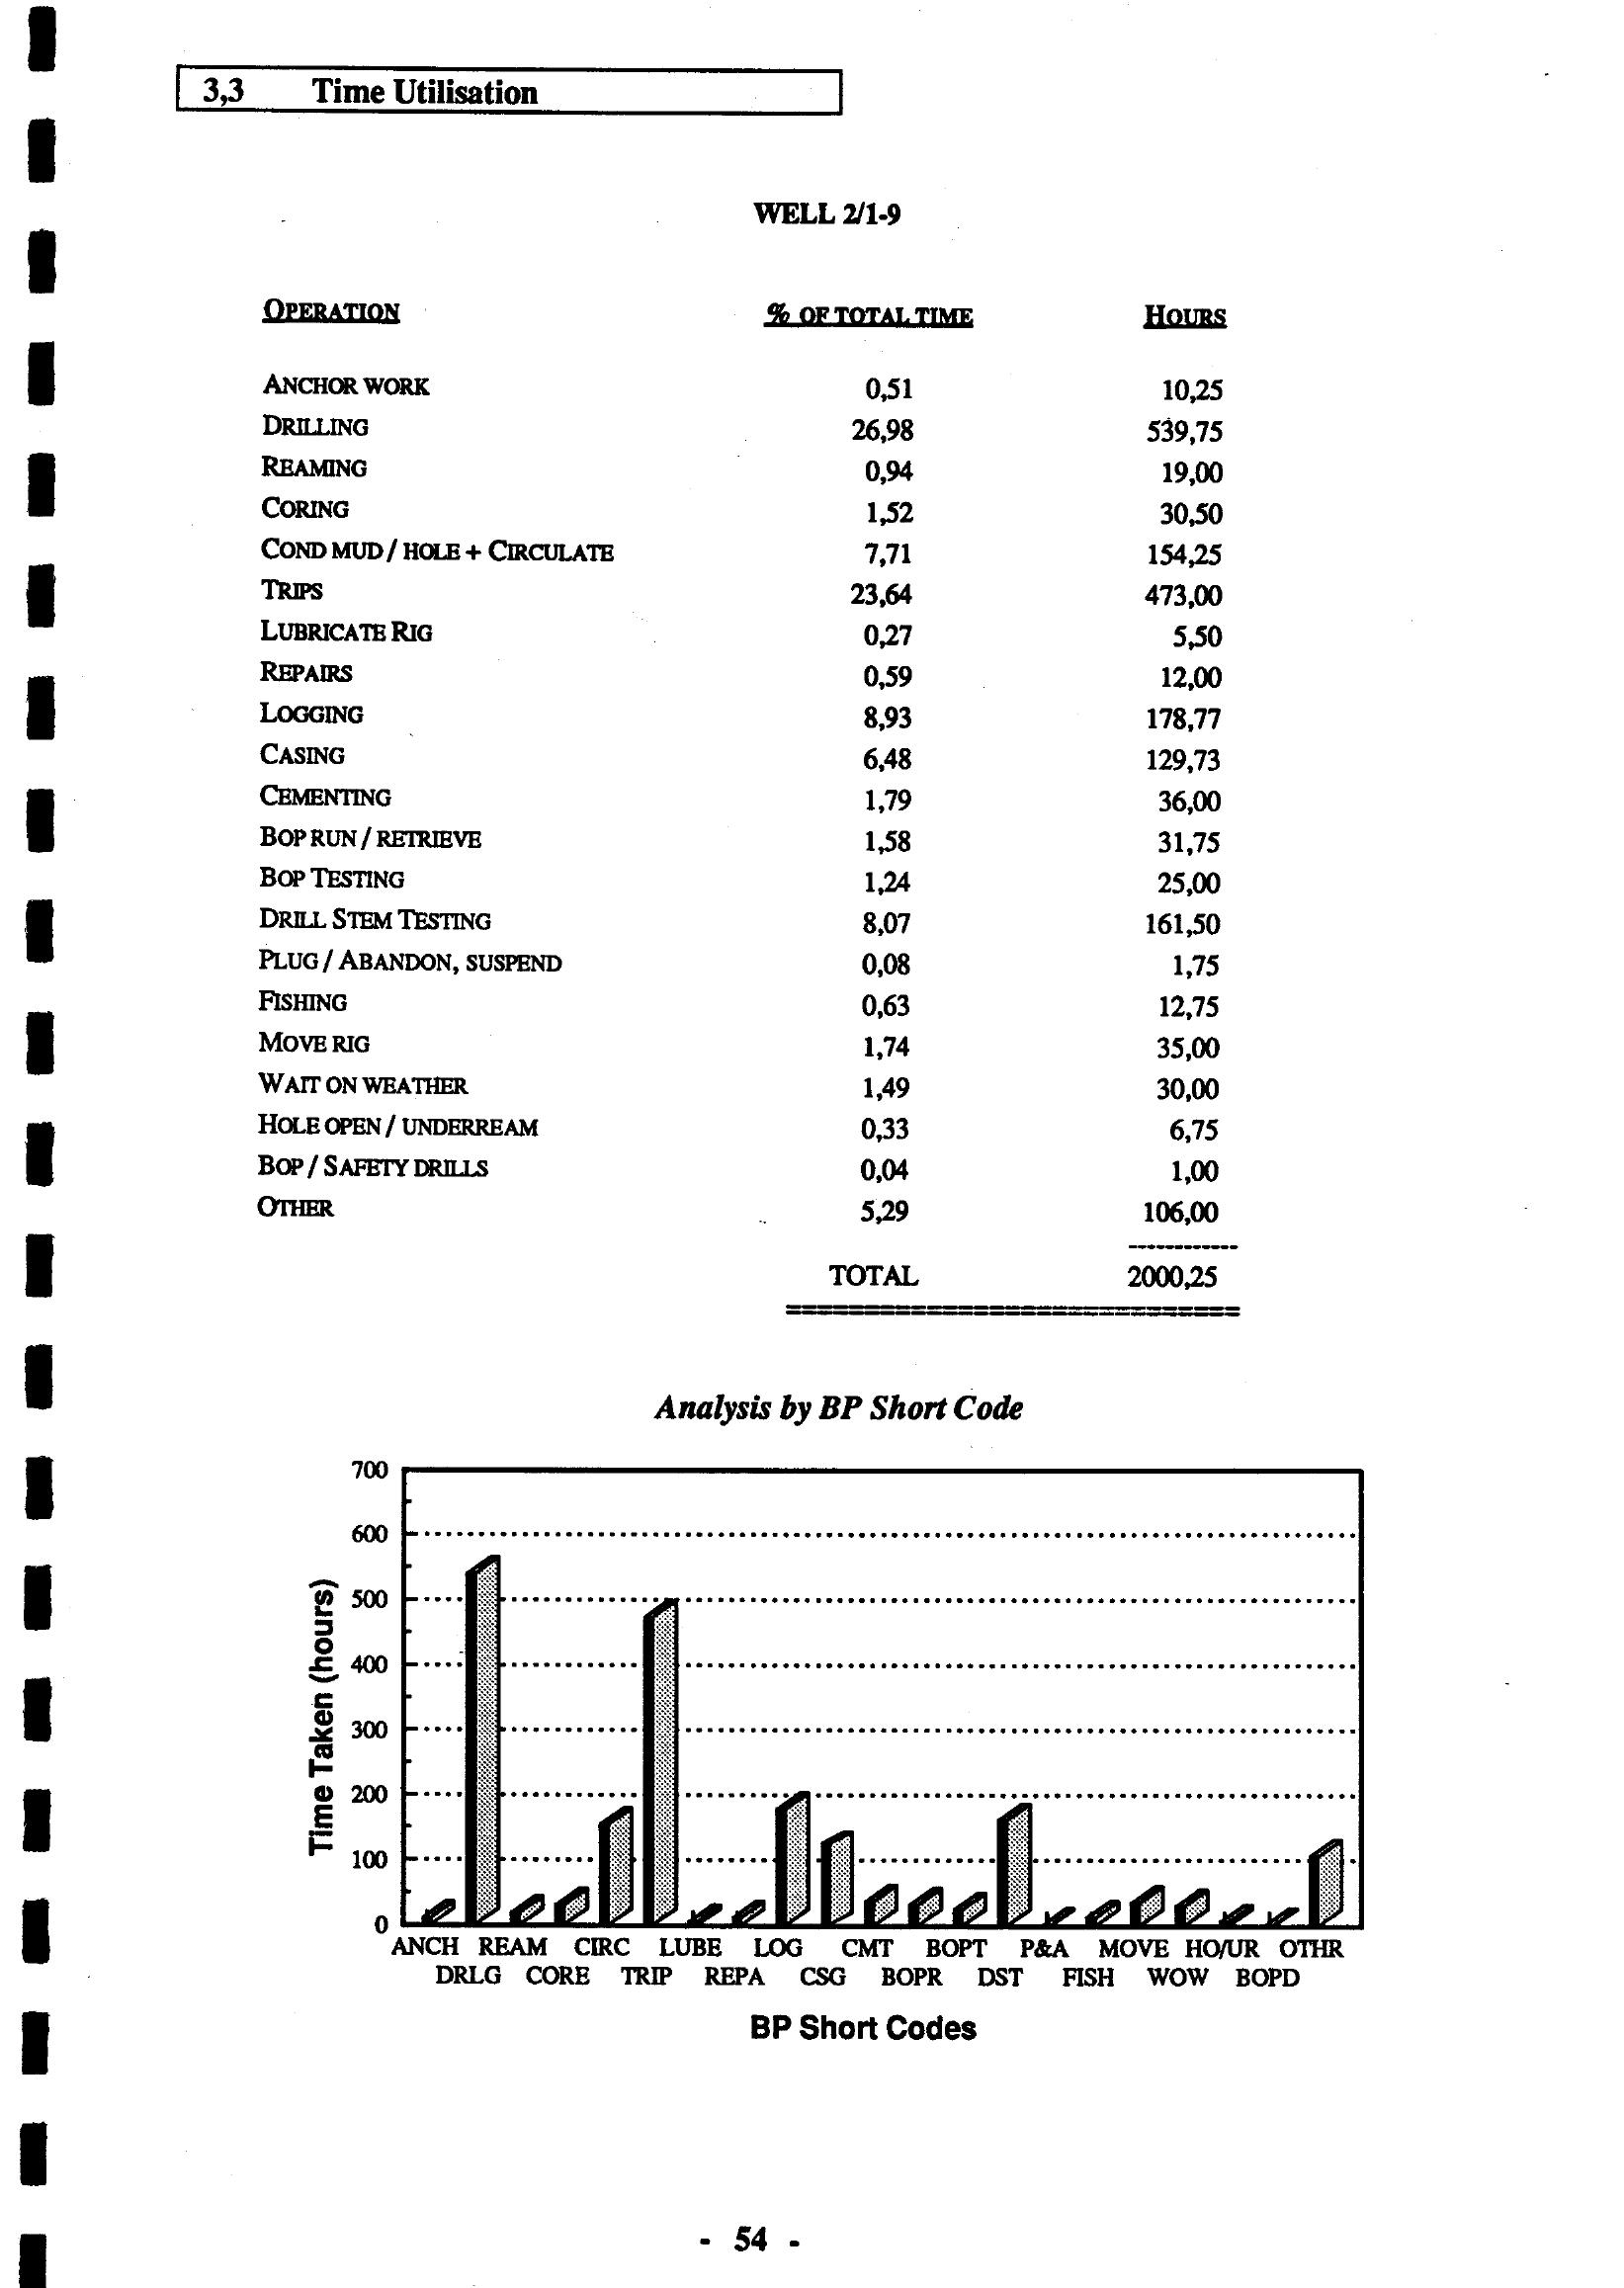 3,3 Time Utilisation
WELL 2/1-9
OPERATION % OF TOTAL TIME HOURS
ANCHOR WORK 0,51 10,25
DRILLING 26,98 539,75
REAMING 0,94 19,00
CORING 1,52 30,50
COND MUD / HOLE + CIRCULATE 7,71 154,25
TRIPS 23,64 473,00
LUBRICATE RIG 0,27 5,50
REPAIRS 0,59 12,00
LOGGING 8,93 178,77
CASING 6,48 129,73
CEMENTING 1,79 36,00
BOP RUN / RETRIEVE 1,58 31,75
BOP TESTING 1,24 25,00
DRILL STEM TESTING 8,07 161,50
PLUG / ABANDON, SUSPEND 0,08 1,75
FISHING 0,63 12,75
MOVE RIG 1,74 35,00
WAIT ON WEATHER 1,49 30,00
HOLE OPEN / UNDERREAM 0,33 6,75
BOP / SAFETY DRILLS 0,04 1,00
OTHER 5,29 106,00
TOTAL 2000,25
Analysis by BP Short Code
700
600
500
400
300
200
100
0
Time Taken (hours)
ANCH REAM CIRC LUBE LOG CMT BOPT P&A MOVE HO/UR OTHR
DRLG CORE TRIP REPA CSG BOPR DST FISH WOW BOPD
BP Short Codes
- 54 -